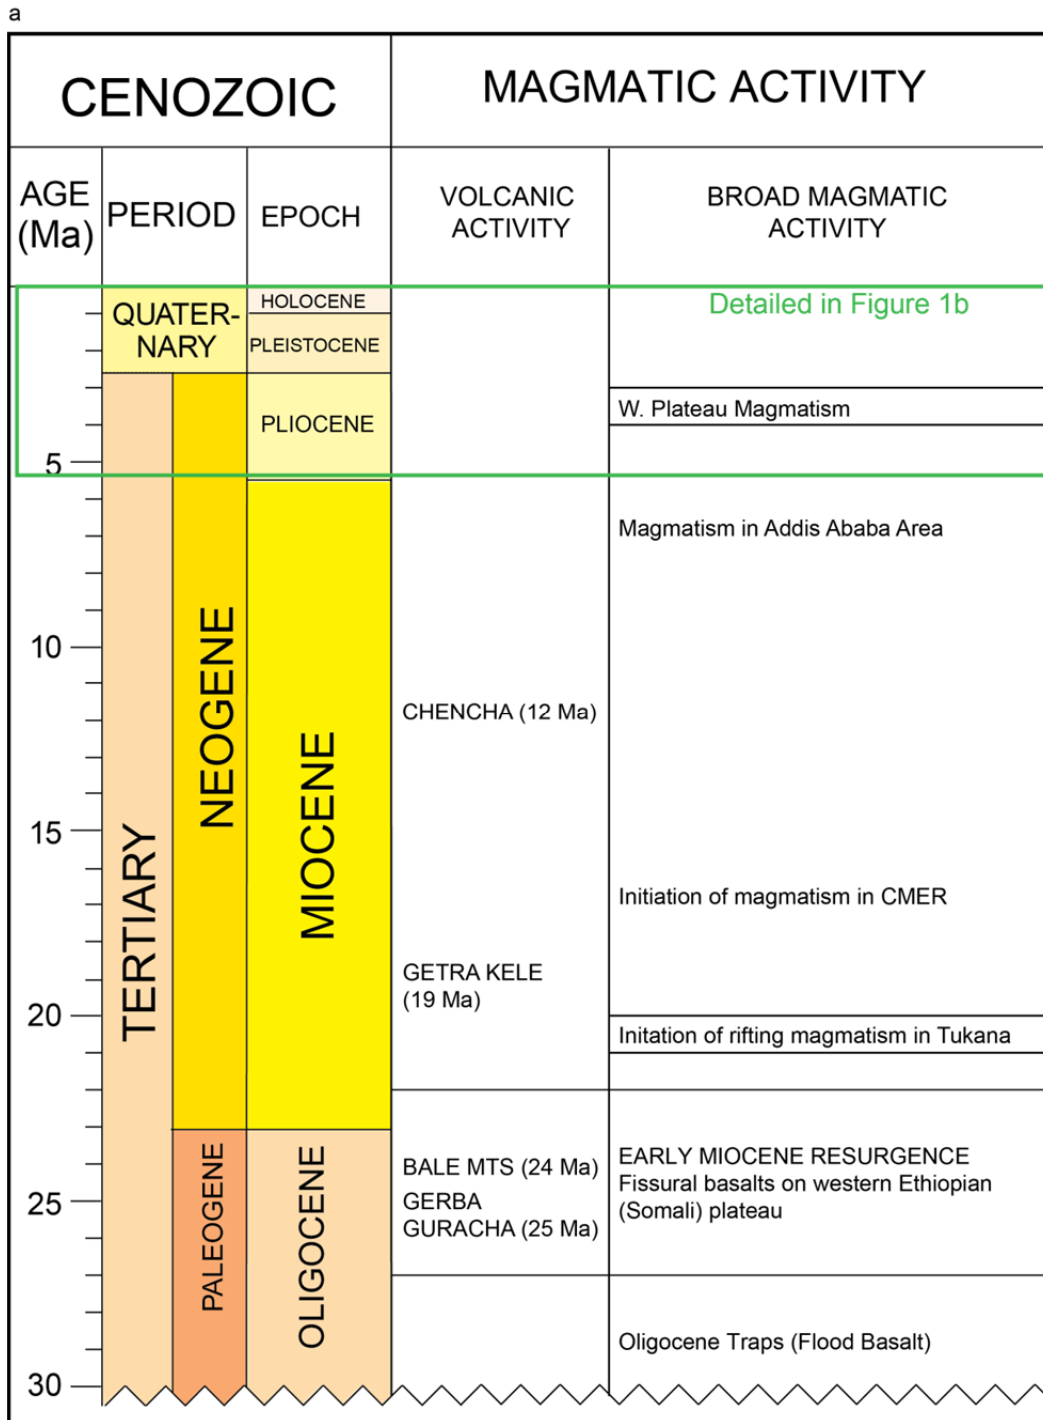 a
CENOZOIC
MAGMATIC ACTIVITY
AGE
(Ma)
PERIOD
EPOCH
VOLCANIC
ACTIVITY
BROAD MAGMATIC
ACTIVITY
QUATER-
NARY
HOLOCENE
PLEISTOCENE
Detailed in Figure 1b
PLIOCENE
W. Plateau Magmatism
5
Magmatism in Addis Ababa Area
10
NEOGENE
CHENCHA (12 Ma)
MIOCENE
15
TERTIARY
Initiation of magmatism in CMER
GETRA KELE
(19 Ma)
20
Initation of rifting magmatism in Tukana
PALEOGENE
OLIGOCENE
BALE MTS (24 Ma)
GERBA
GURACHA (25 Ma)
EARLY MIOCENE RESURGENCE
Fissural basalts on western Ethiopian
(Somali) plateau
25
Oligocene Traps (Flood Basalt)
30